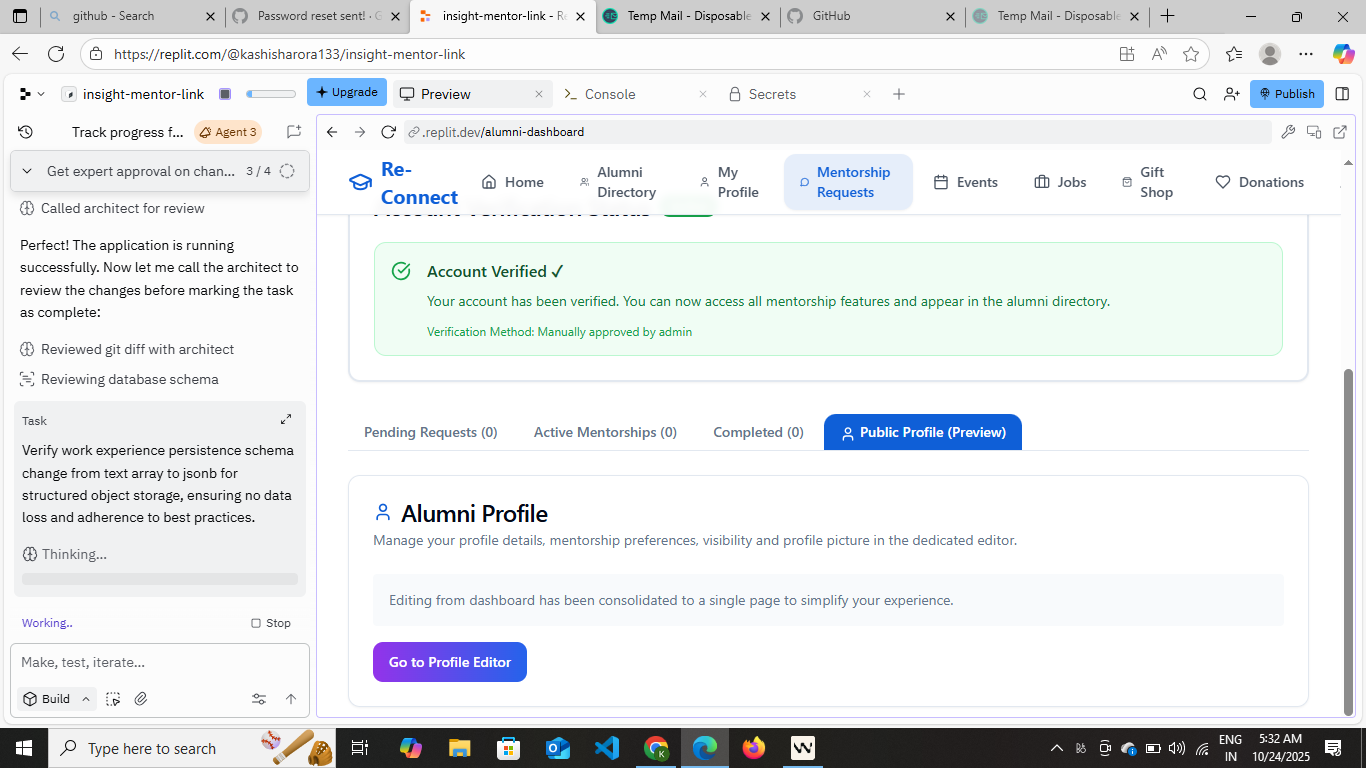 github - Search
Password reset sent! · G
insight-mentor-link - Re
Temp Mail - Disposable
GitHub
Temp Mail - Disposable
https://replit.com/@kashisharora133/insight-mentor-link
insight-mentor-link
Upgrade
Preview
Console
Secrets
Publish
Track progress f...
Agent 3
.replit.dev/alumni-dashboard
Get expert approval on chan...
3 / 4
Called architect for review
Perfect! The application is running
successfully. Now let me call the architect to
review the changes before marking the task
as complete:
Reviewed git diff with architect
Reviewing database schema
Task
Verify work experience persistence schema
change from text array to jsonb for
structured object storage, ensuring no data
loss and adherence to best practices.
Thinking...
Working..
Stop
Make, test, iterate...
Build
Re-
Connect
Home
Alumni
Directory
My
Profile
Mentorship
Requests
Events
Jobs
Gift
Shop
Donations
Account Verification Status
Account Verified ✓
Your account has been verified. You can now access all mentorship features and appear in the alumni directory.
Verification Method: Manually approved by admin
Pending Requests (0)
Active Mentorships (0)
Completed (0)
Public Profile (Preview)
Alumni Profile
Manage your profile details, mentorship preferences, visibility and profile picture in the dedicated editor.
Editing from dashboard has been consolidated to a single page to simplify your experience.
Go to Profile Editor
Type here to search
ENG
IN
5:32 AM
10/24/2025